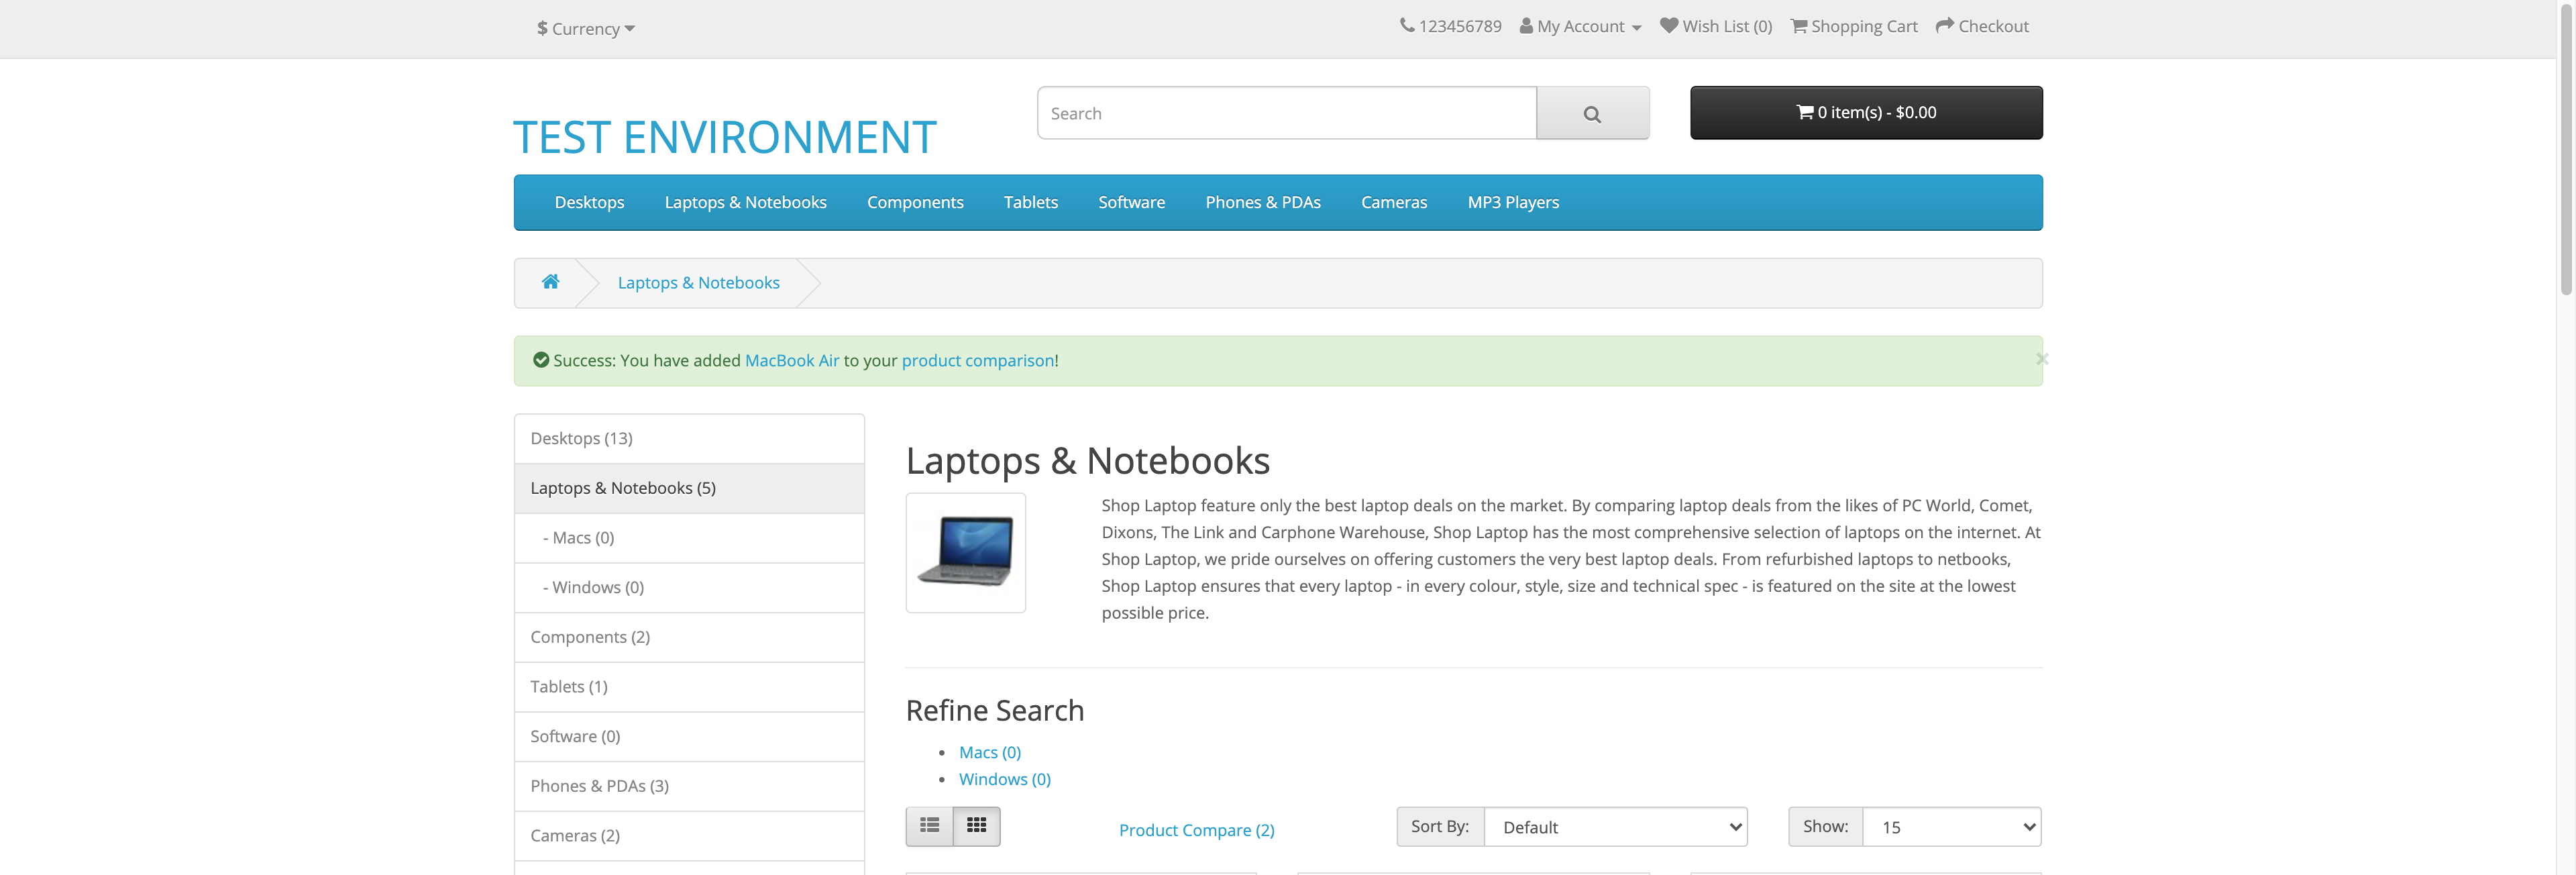 $ Currency
123456789 My Account Wish List (0) Shopping Cart Checkout
TEST ENVIRONMENT
Search
0 item(s) - $0.00
Desktops Laptops & Notebooks Components Tablets Software Phones & PDAs Cameras MP3 Players
Laptops & Notebooks
Success: You have added MacBook Air to your product comparison!
×
Desktops (13)
Laptops & Notebooks (5)
- Macs (0)
- Windows (0)
Components (2)
Tablets (1)
Software (0)
Phones & PDAs (3)
Cameras (2)
Laptops & Notebooks
Shop Laptop feature only the best laptop deals on the market. By comparing laptop deals from the likes of PC World, Comet,
Dixons, The Link and Carphone Warehouse, Shop Laptop has the most comprehensive selection of laptops on the internet. At
Shop Laptop, we pride ourselves on offering customers the very best laptop deals. From refurbished laptops to netbooks,
Shop Laptop ensures that every laptop - in every colour, style, size and technical spec - is featured on the site at the lowest
possible price.
Refine Search
• Macs (0)
• Windows (0)
Product Compare (2)
Sort By: Default
Show: 15